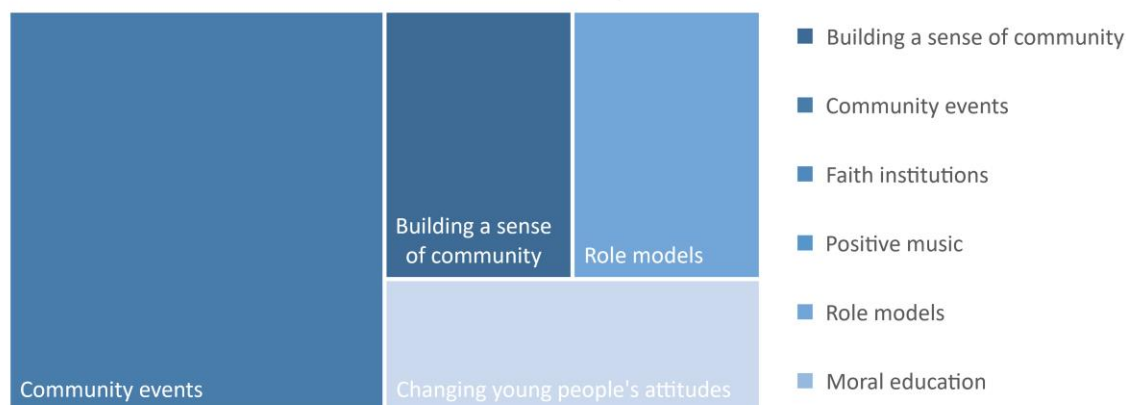 Building a sense
of community
Role models
Community events
Changing young people's attitudes
Building a sense of community
Community events
Faith institutions
Positive music
Role models
Moral education